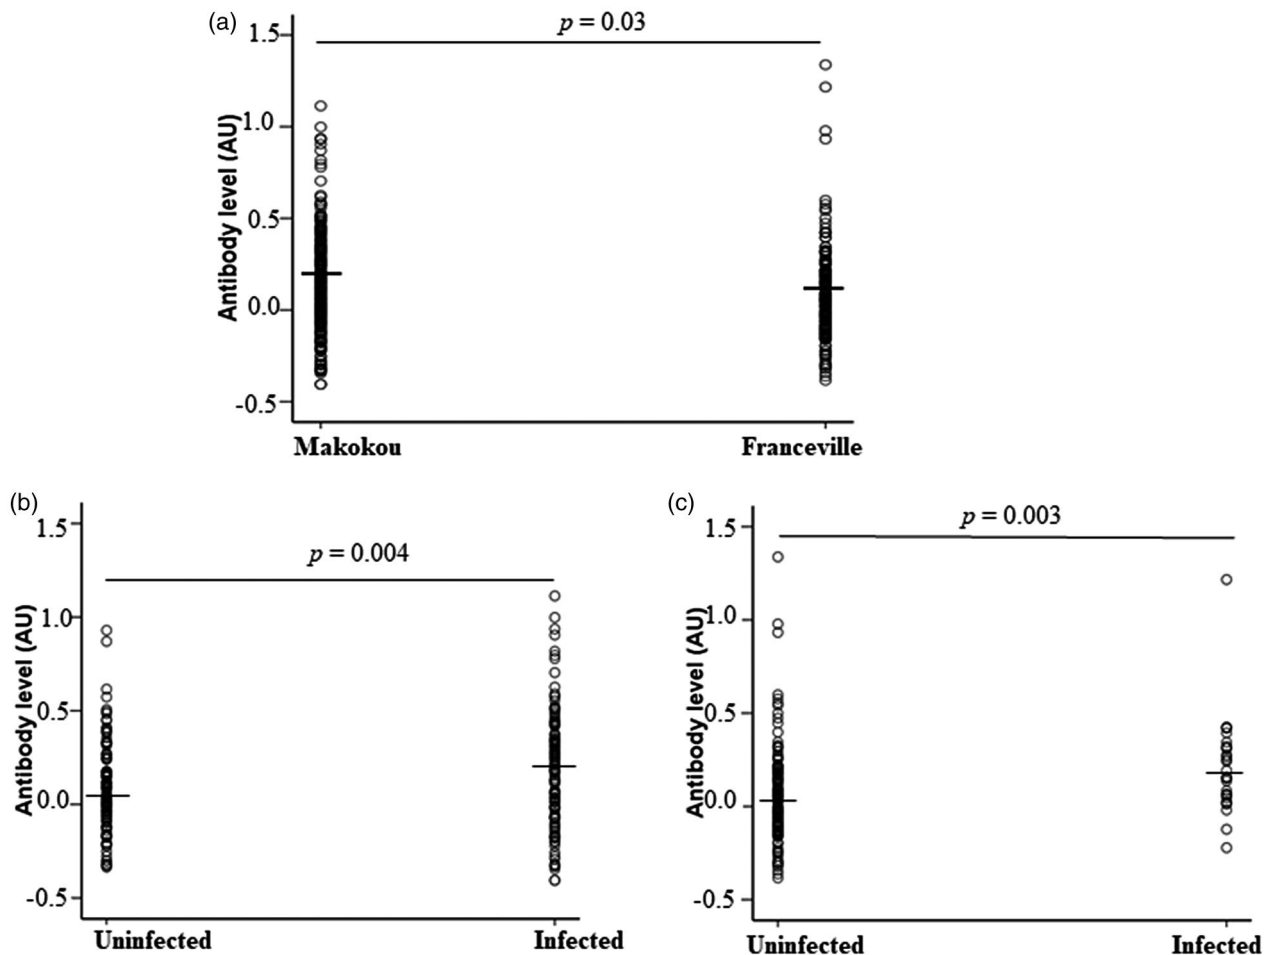 (a)
p = 0.03
1.5
1.0
0.5
0.0
-0.5
Antibody level (AU)
Makokou
Franceville
(b)
p = 0.004
1.5
1.0
0.5
0.0
-0.5
Antibody level (AU)
Uninfected
Infected
(c)
p = 0.003
1.5
1.0
0.5
0.0
-0.5
Antibody level (AU)
Uninfected
Infected